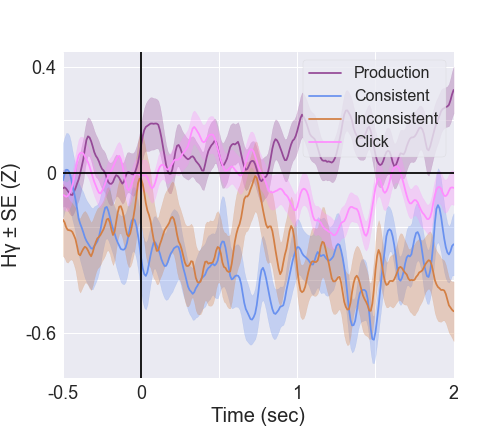 Production
Consistent
Inconsistent
Click
0.4
0
-0.6
Hγ ± SE (Z)
-0.5
0
1
2
Time (sec)